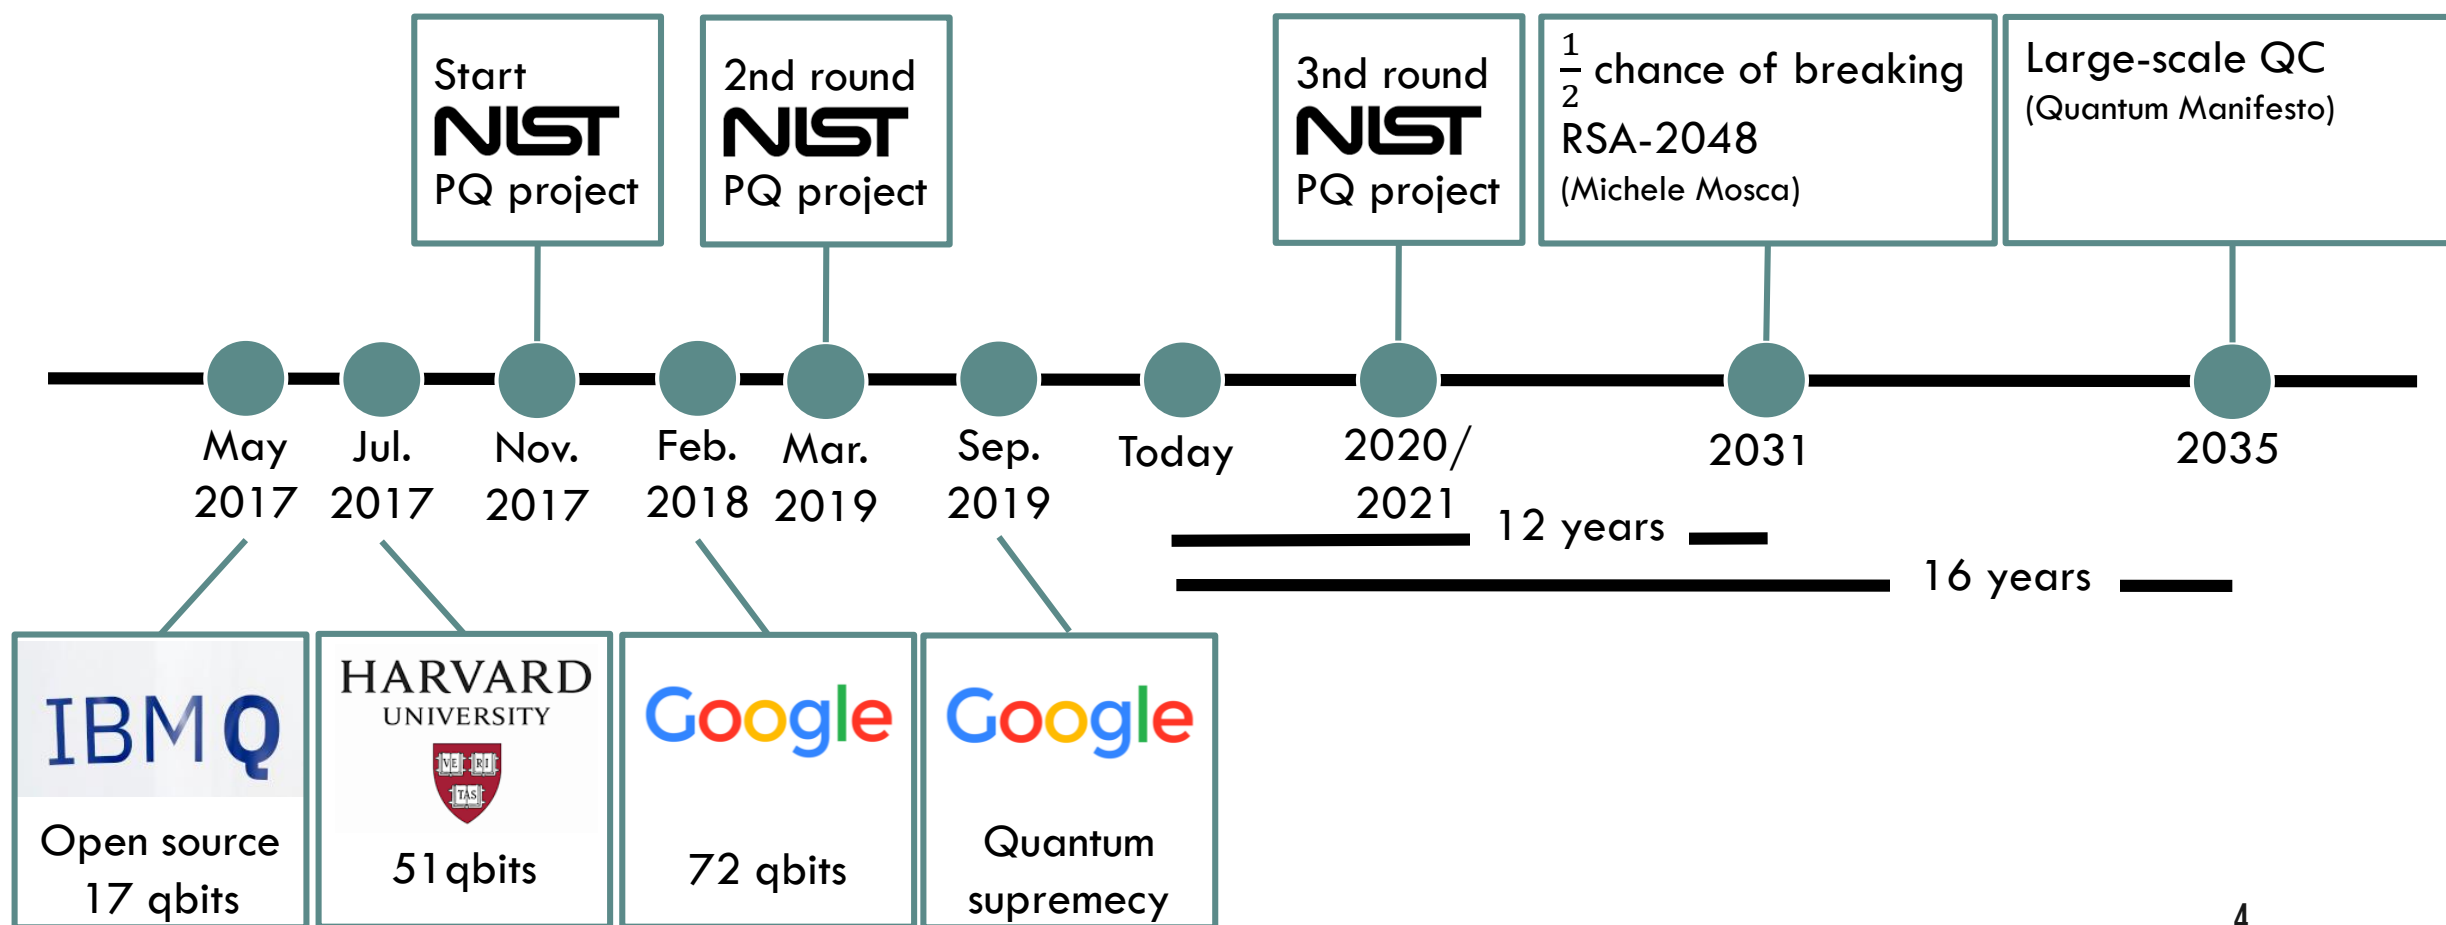 Start
NIST
PQ project
2nd round
NIST
PQ project
3nd round
NIST
PQ project
1/2 chance of breaking
RSA-2048
(Michele Mosca)
Large-scale QC
(Quantum Manifesto)
May
2017
Jul.
2017
Nov.
2017
Feb.
2018
Mar.
2019
Sep.
2019
Today
2020/
2021
2031
2035
12 years
16 years
IBM Q
Open source
17 qbits
HARVARD
UNIVERSITY
VE RI
TAS
51qbits
Google
72 qbits
Google
Quantum
supremecy
4